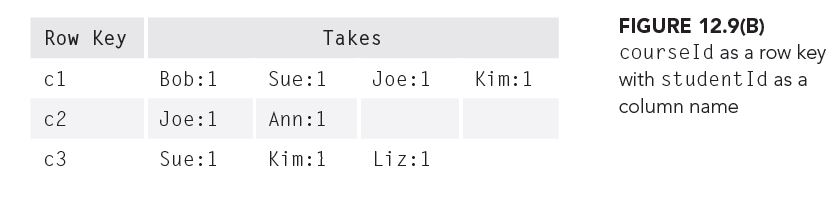 Row Key Takes
c1 Bob:1 Sue:1 Joe:1 Kim:1
c2 Joe:1 Ann:1
c3 Sue:1 Kim:1 Liz:1
FIGURE 12.9(B)
courseId as a row key
with studentId as a
column name